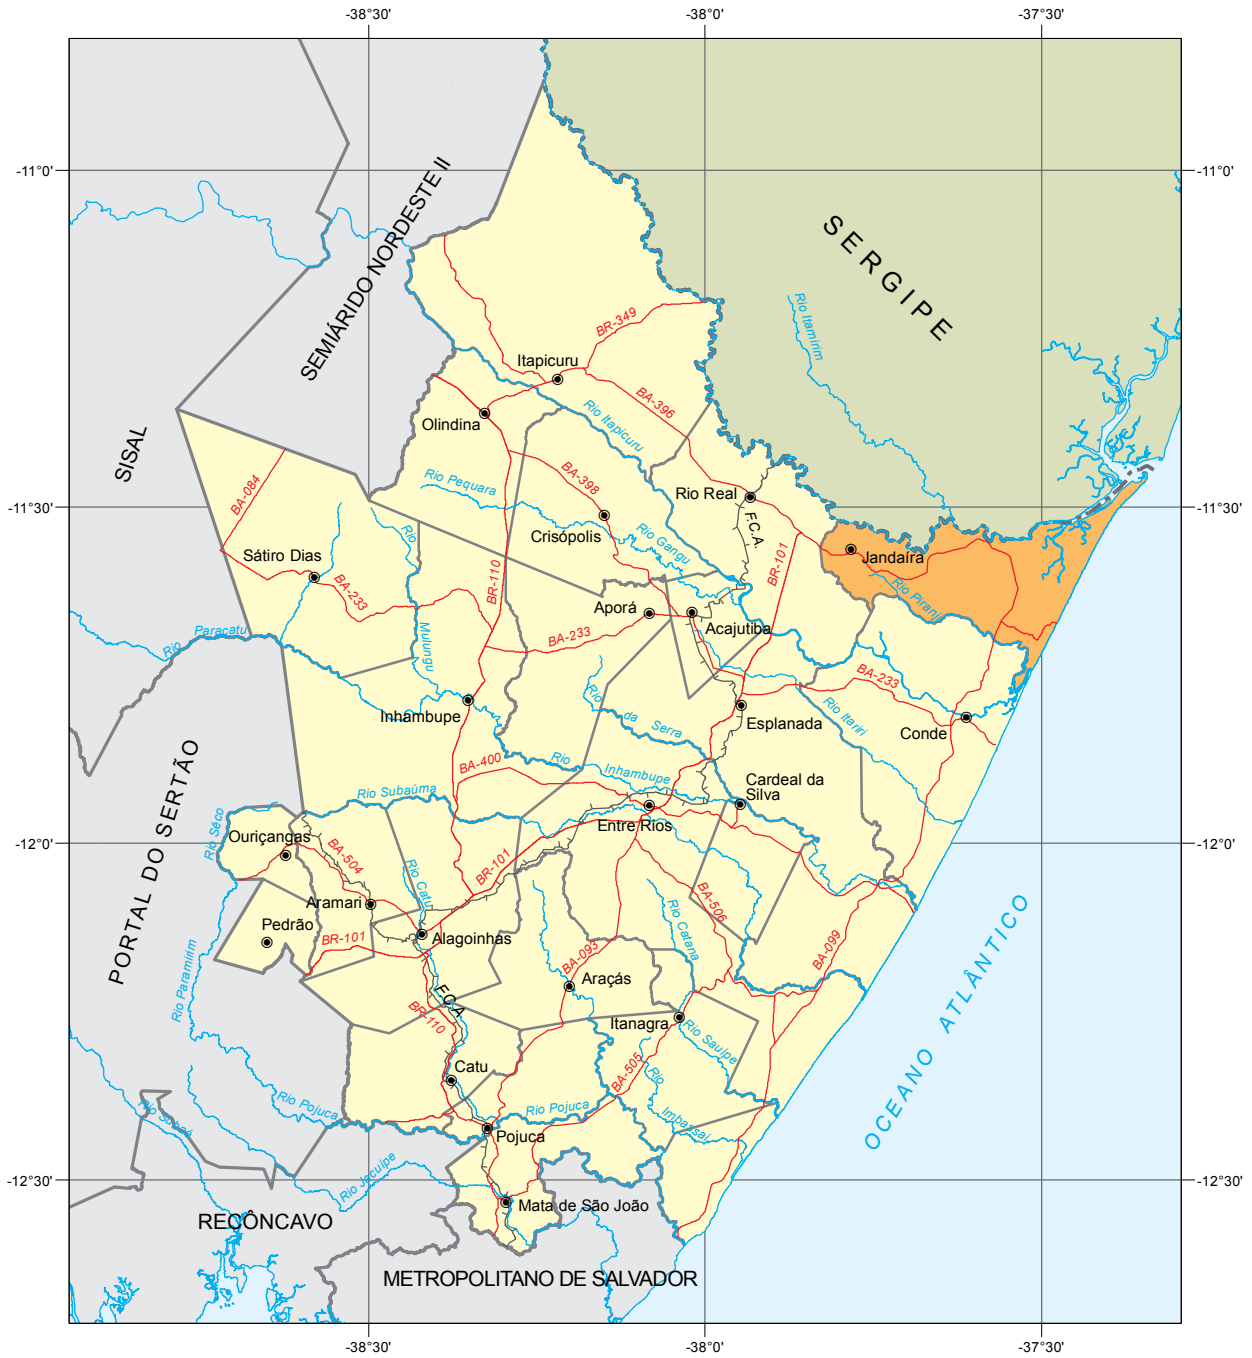 -38°30'
-38°0'
-37°30'
-11°0'
-11°0'
SEMIÁRIDO NORDESTE II
SERGIPE
Rio Itamirim
BR-349
Itapicuru
BA-396
Olindina
Rio Itapicuru
SISAL
BA-084
Rio Pequara
BA-398
Rio Real
-11°30'
-11°30'
F.C.A.
Crisópolis
Rio Gangu
Rio
Sátiro Dias
BR-110
BR-101
Jandaíra
Rio Piranji
BA-233
Aporá
Acajutiba
Rio Paracatu
Mulungu
BA-233
BA-233
Inhambupe
Rio da Serra
Esplanada
Rio Itariri
Conde
BA-400
Rio Inhambupe
Cardeal da
Silva
PORTAL DO SERTÃO
Rio Subaúma
Entre Rios
Rio Sêco
Ouriçangas
-12°0'
-12°0'
BA-504
Rio Catu
BR-101
BA-506
Aramari
Pedrão
BR-101
Alagoinhas
Rio Catana
BA-099
Rio Paramirim
BA-093
Araçás
F.C.A
BR-110
Itanagra
Rio Sauipe
OCEANO ATLÂNTICO
Catu
BA-505
Rio Imbassaí
Rio Subaé
Rio Pojuca
Rio Pojuca
Pojuca
Rio Jacuípe
-12°30'
-12°30'
Mata de São João
RECÔNCAVO
METROPOLITANO DE SALVADOR
-38°30'
-38°0'
-37°30'